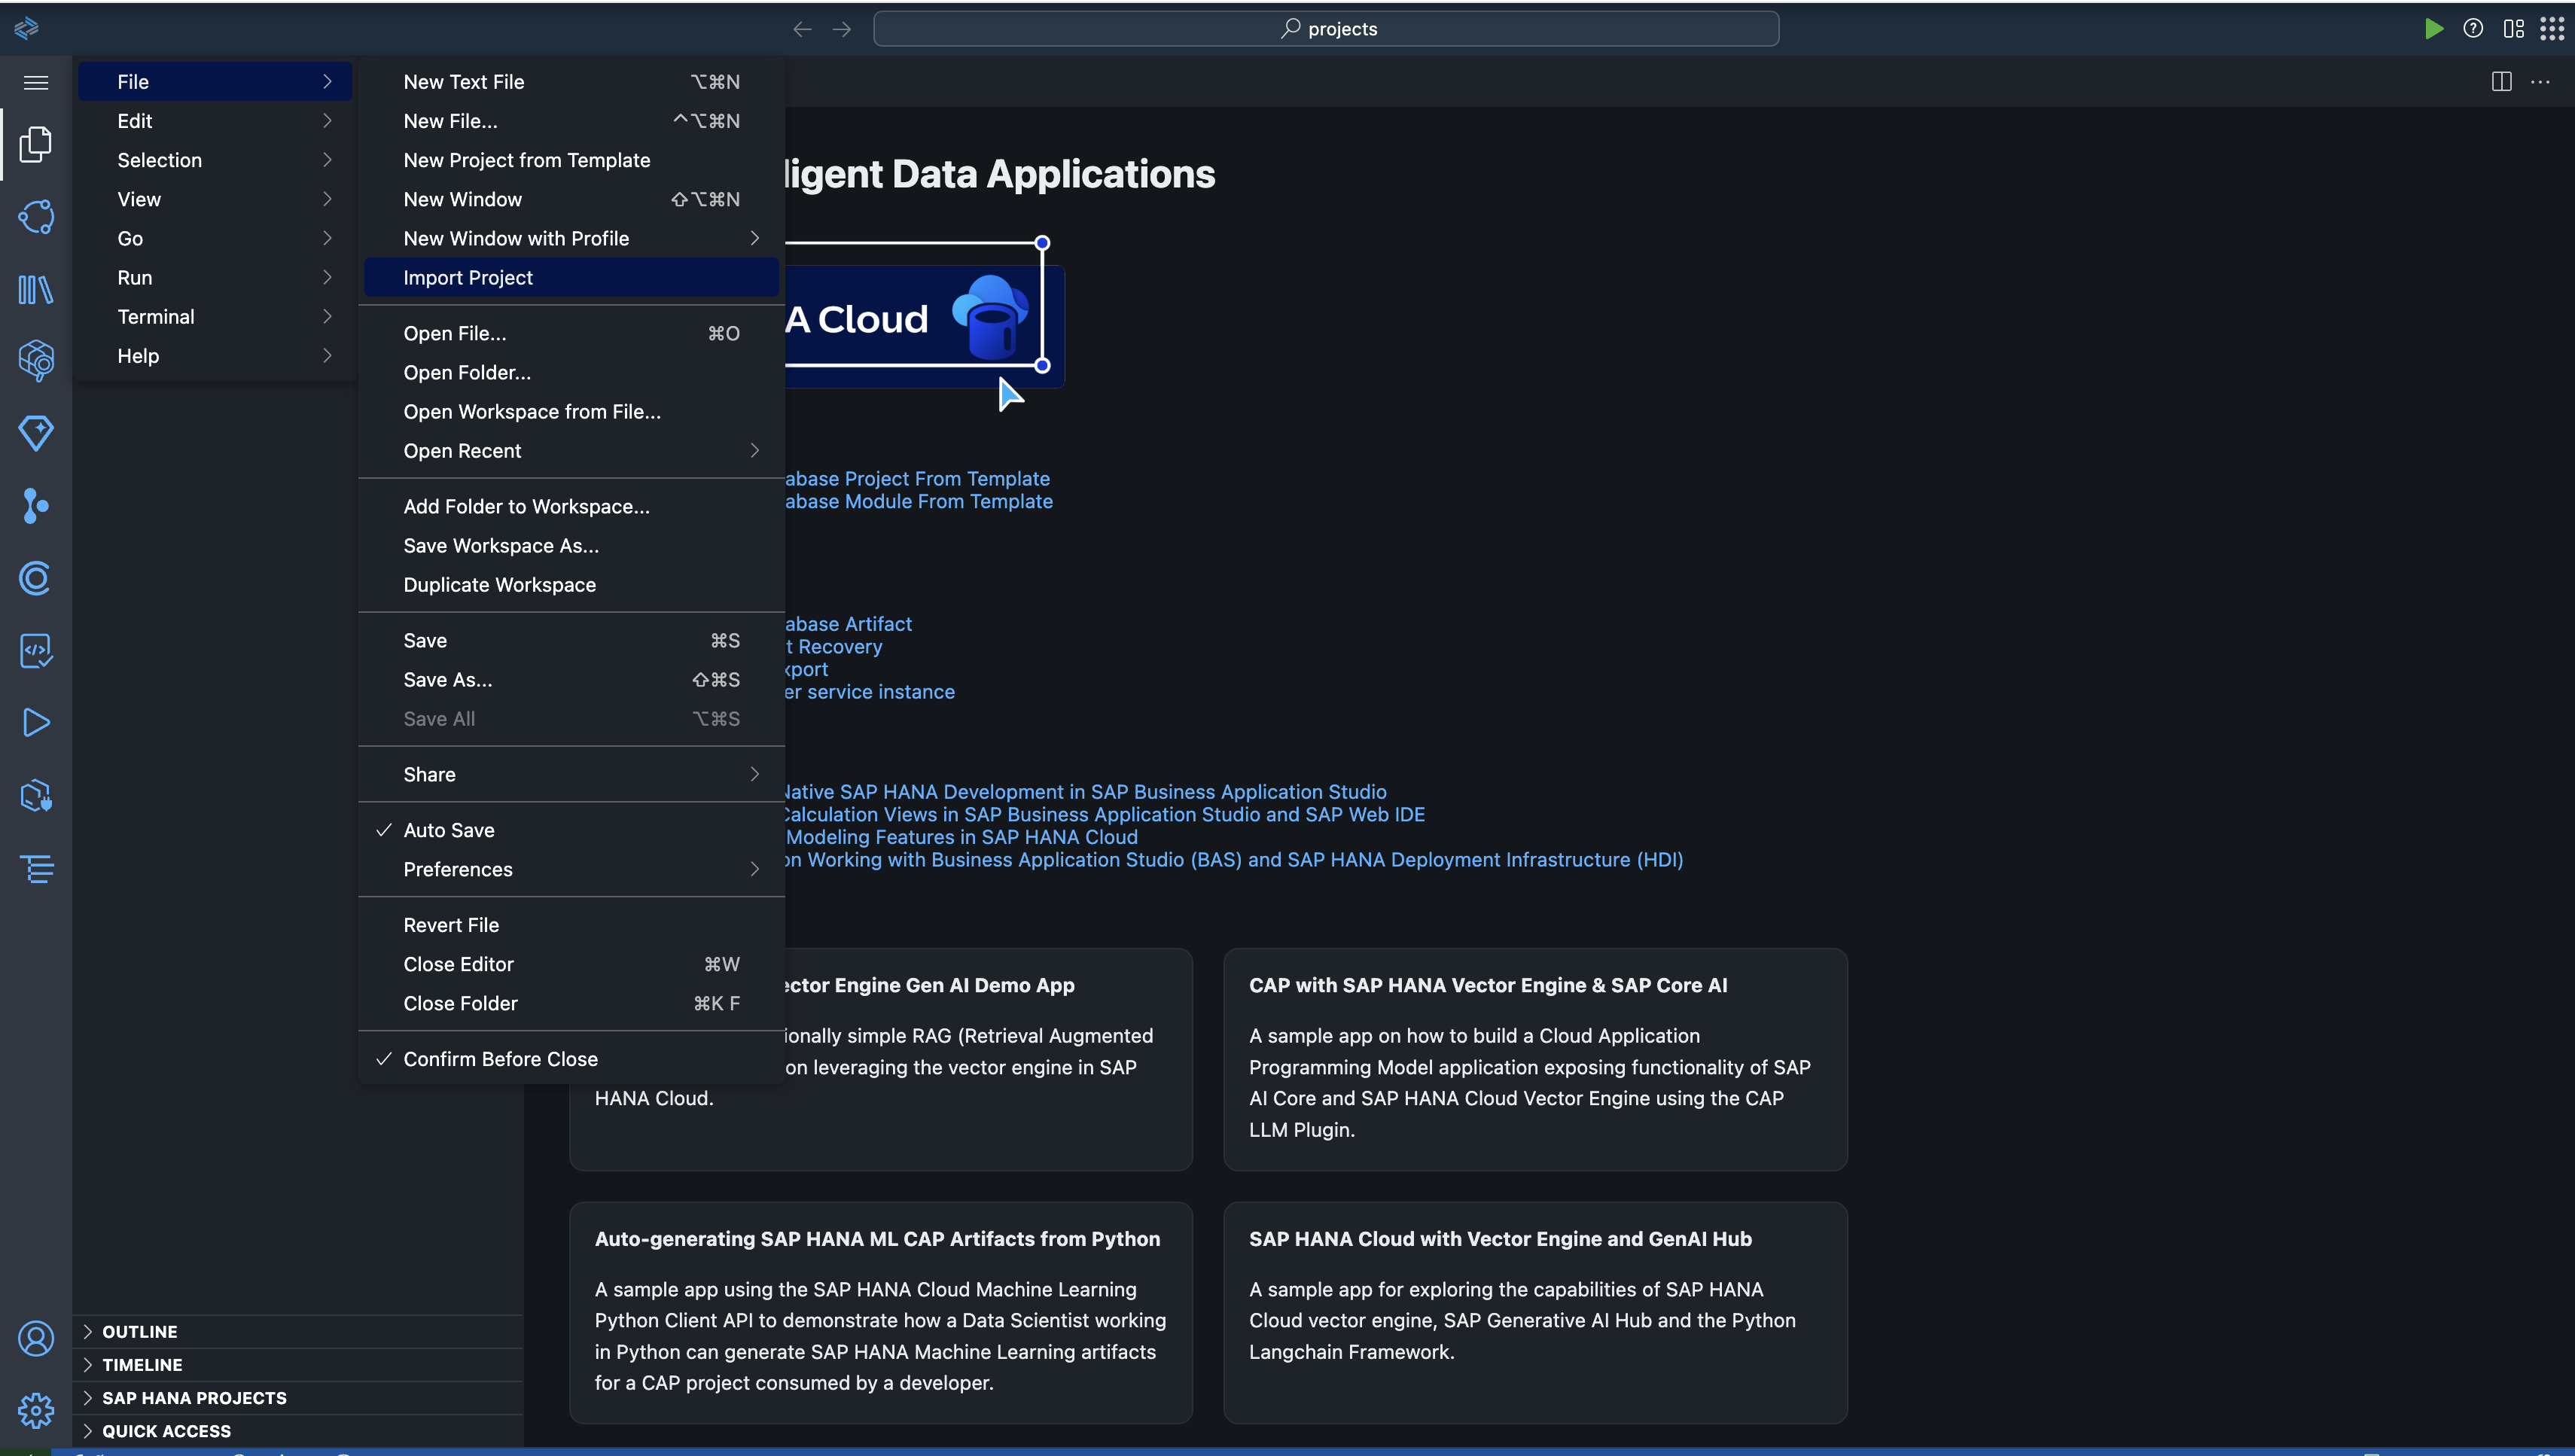 projects
File
Edit
Selection
View
Go
Run
Terminal
Help
New Text File ⌥⌘N
New File... ^⌥⌘N
New Project from Template
New Window ⇧⌥⌘N
New Window with Profile
Import Project
Open File... ⌘O
Open Folder...
Open Workspace from File...
Open Recent
Add Folder to Workspace...
Save Workspace As...
Duplicate Workspace
Save ⌘S
Save As... ⇧⌘S
Save All ⌥⌘S
Share
Auto Save
Preferences
Revert File
Close Editor ⌘W
Close Folder ⌘K F
Confirm Before Close
ligent Data Applications
A Cloud
abase Project From Template
abase Module From Template
abase Artifact
t Recovery
xport
er service instance
Native SAP HANA Development in SAP Business Application Studio
Calculation Views in SAP Business Application Studio and SAP Web IDE
Modeling Features in SAP HANA Cloud
on Working with Business Application Studio (BAS) and SAP HANA Deployment Infrastructure (HDI)
ector Engine Gen AI Demo App
ionally simple RAG (Retrieval Augmented
on leveraging the vector engine in SAP
HANA Cloud.
CAP with SAP HANA Vector Engine & SAP Core AI
A sample app on how to build a Cloud Application
Programming Model application exposing functionality of SAP
AI Core and SAP HANA Cloud Vector Engine using the CAP
LLM Plugin.
Auto-generating SAP HANA ML CAP Artifacts from Python
A sample app using the SAP HANA Cloud Machine Learning
Python Client API to demonstrate how a Data Scientist working
in Python can generate SAP HANA Machine Learning artifacts
for a CAP project consumed by a developer.
SAP HANA Cloud with Vector Engine and GenAI Hub
A sample app for exploring the capabilities of SAP HANA
Cloud vector engine, SAP Generative AI Hub and the Python
Langchain Framework.
OUTLINE
TIMELINE
SAP HANA PROJECTS
QUICK ACCESS